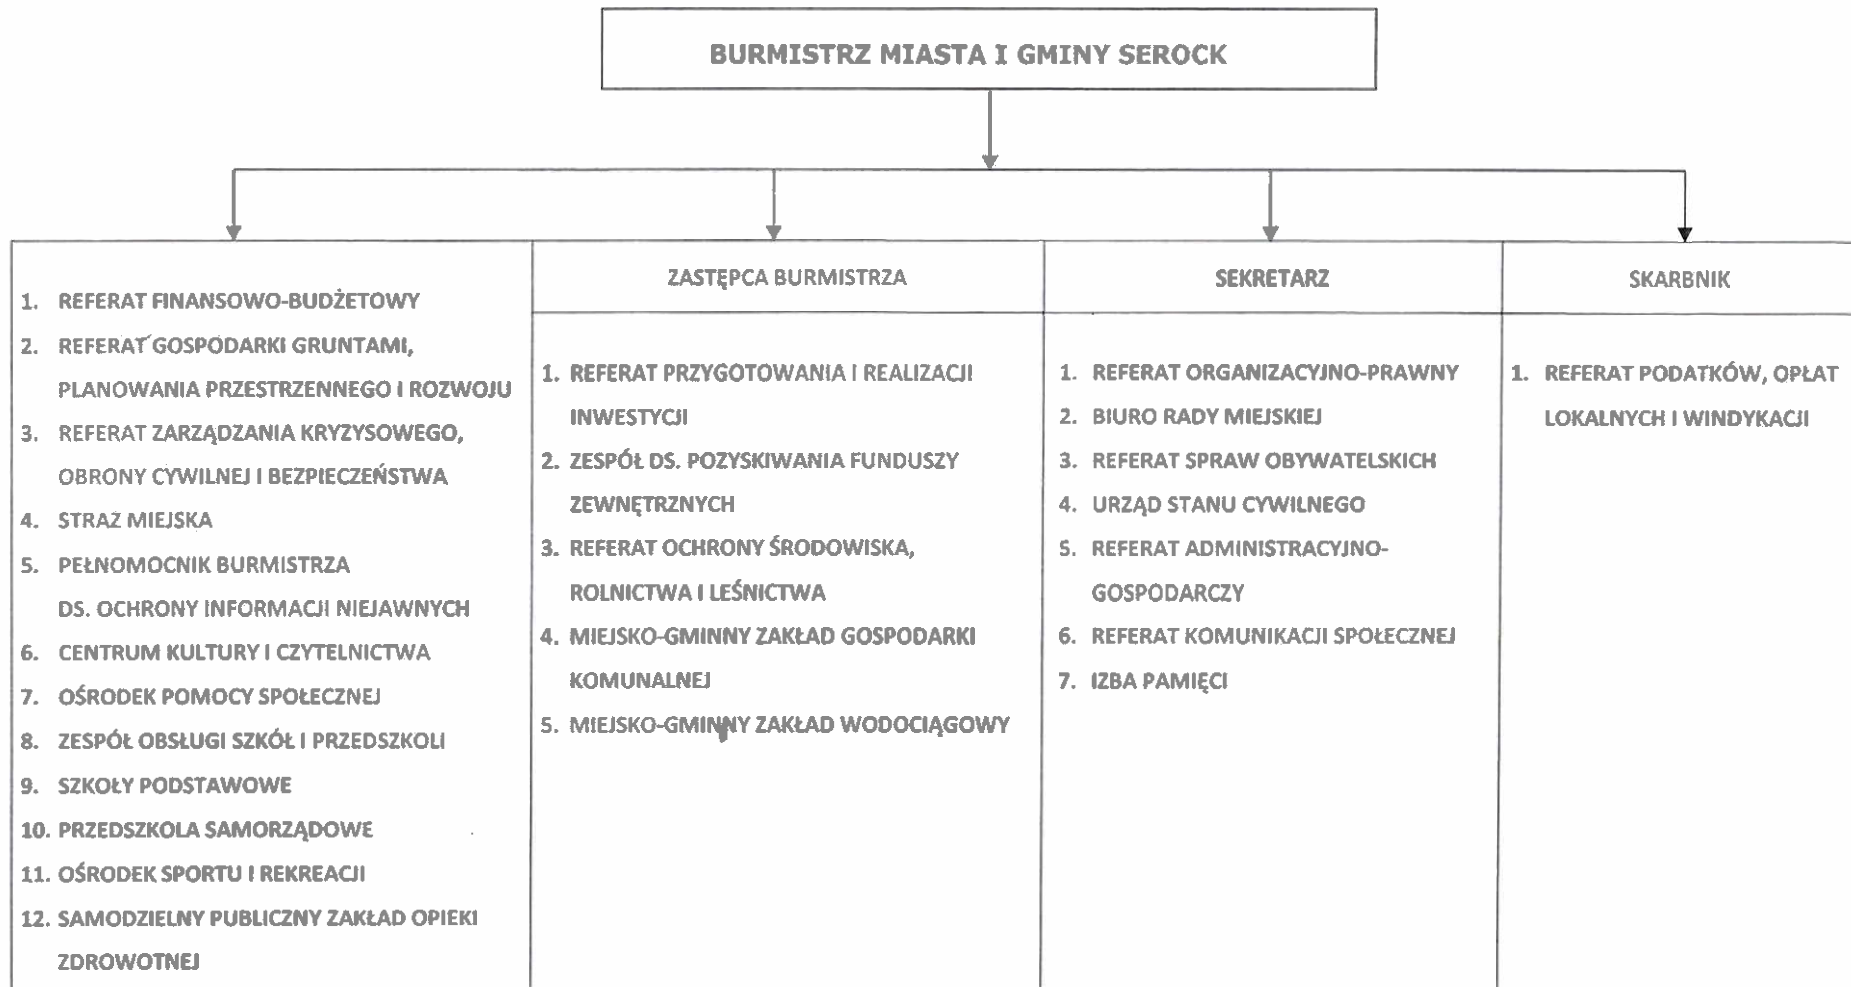 BURMISTRZ MIASTA I GMINY SEROCK
1. REFERAT FINANSOWO-BUDŻETOWY
2. REFERAT GOSPODARKI GRUNTAMI,
PLANOWANIA PRZESTRZENNEGO I ROZWOJU
3. REFERAT ZARZĄDZANIA KRYZYSOWEGO,
OBRONY CYWILNEJ I BEZPIECZEŃSTWA
4. STRAŻ MIEJSKA
5. PEŁNOMOCNIK BURMISTRZA
DS. OCHRONY INFORMACJI NIEJAWNYCH
6. CENTRUM KULTURY I CZYTELNICTWA
7. OŚRODEK POMOCY SPOŁECZNEJ
8. ZESPÓŁ OBSŁUGI SZKÓŁ I PRZEDSZKOLI
9. SZKOŁY PODSTAWOWE
10. PRZEDSZKOLA SAMORZĄDOWE
11. OŚRODEK SPORTU I REKREACJI
12. SAMODZIELNY PUBLICZNY ZAKŁAD OPIEKI
ZDROWOTNEJ
ZASTĘPCA BURMISTRZA
1. REFERAT PRZYGOTOWANIA I REALIZACJI
INWESTYCJI
2. ZESPÓŁ DS. POZYSKIWANIA FUNDUSZY
ZEWNĘTRZNYCH
3. REFERAT OCHRONY ŚRODOWISKA,
ROLNICTWA I LEŚNICTWA
4. MIEJSKO-GMINNY ZAKŁAD GOSPODARKI
KOMUNALNEJ
5. MIEJSKO-GMINNY ZAKŁAD WODOCIĄGOWY
SEKRETARZ
1. REFERAT ORGANIZACYJNO-PRAWNY
2. BIURO RADY MIEJSKIEJ
3. REFERAT SPRAW OBYWATELSKICH
4. URZĄD STANU CYWILNEGO
5. REFERAT ADMINISTRACYJNO-
GOSPODARCZY
6. REFERAT KOMUNIKACJI SPOŁECZNEJ
7. IZBA PAMIĘCI
SKARBNIK
1. REFERAT PODATKÓW, OPŁAT
LOKALNYCH I WINDYKACJI